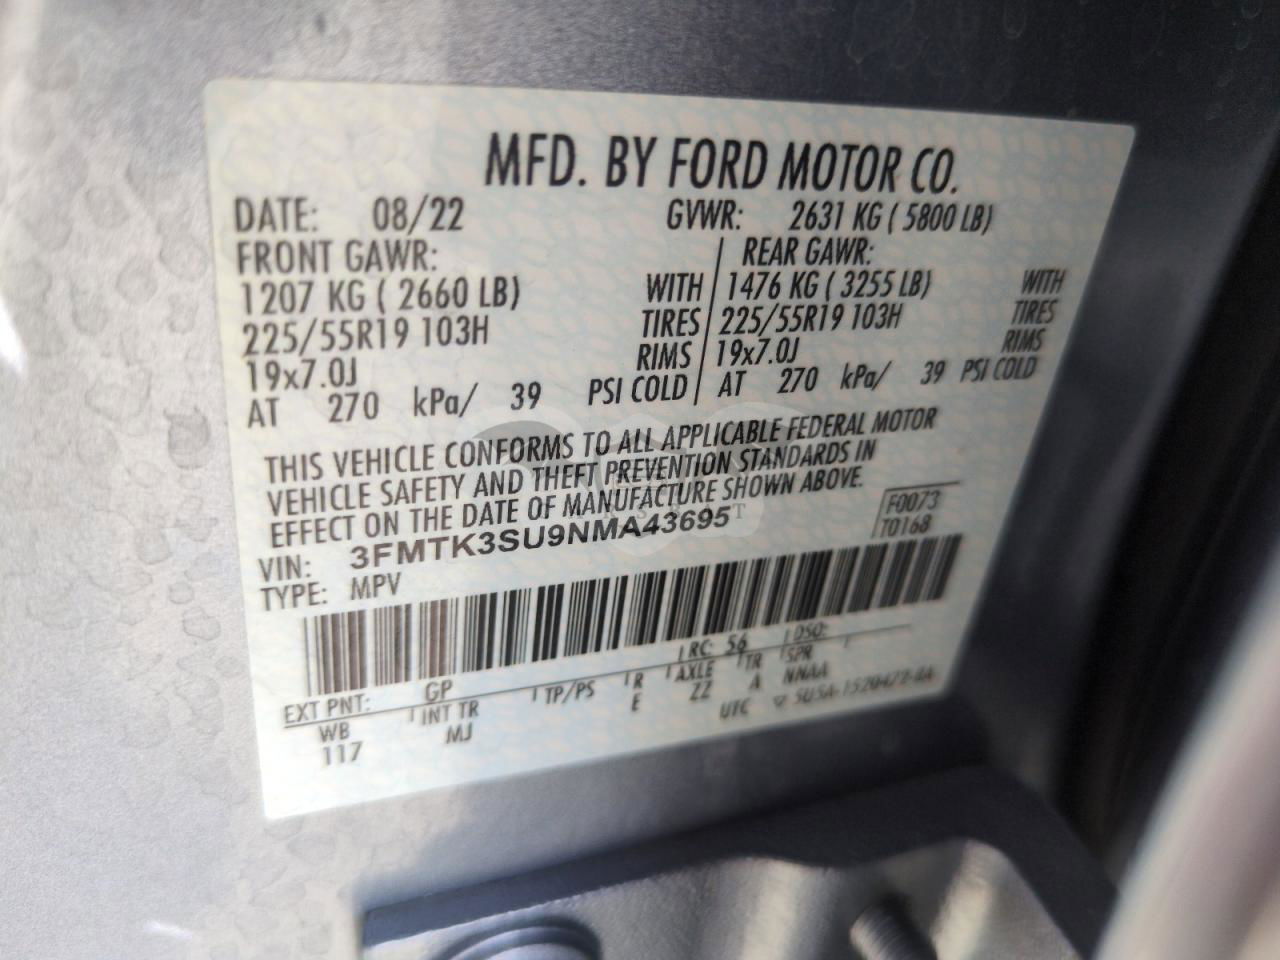 MFD. BY FORD MOTOR CO.
DATE: 08/22 GVWR: 2631 KG ( 5800 LB)
FRONT GAWR: REAR GAWR:
1207 KG ( 2660 LB) WITH 1476 KG ( 3255 LB) WITH
225/55R19 103H TIRES 225/55R19 103H TIRES
19x7.0J RIMS 19x7.0J RIMS
AT 270 kPa/ 39 PSI COLD AT 270 kPa/ 39 PSI COLD
THIS VEHICLE CONFORMS TO ALL APPLICABLE FEDERAL MOTOR
VEHICLE SAFETY AND THEFT PREVENTION STANDARDS IN
EFFECT ON THE DATE OF MANUFACTURE SHOWN ABOVE.
F0073
T0168
VIN: 3FMTK3SU9NMA43695
TYPE: MPV
EXT PNT: GP RC: 56 DSO:
WB INT TR TP/PS R AXLE TR SPR
117 MJ E ZZ A NNAA
UTC ▽ 5U5A-1520472-AA